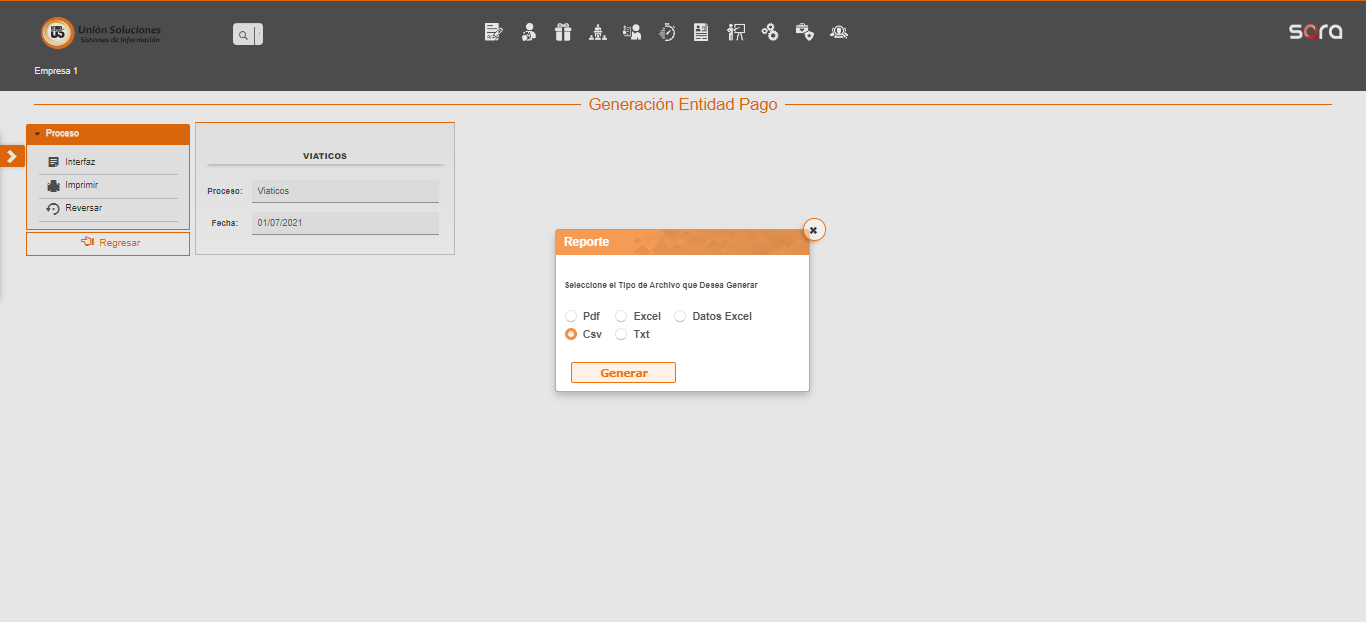 US
Unión Soluciones
Sistemas de Información
sora
Empresa 1
Generación Entidad Pago
Proceso
Interfaz
Imprimir
Reversar
Regresar
VIATICOS
Proceso: Viaticos
Fecha: 01/07/2021
Reporte
Seleccione el Tipo de Archivo que Desea Generar
Pdf Excel Datos Excel
Csv Txt
Generar